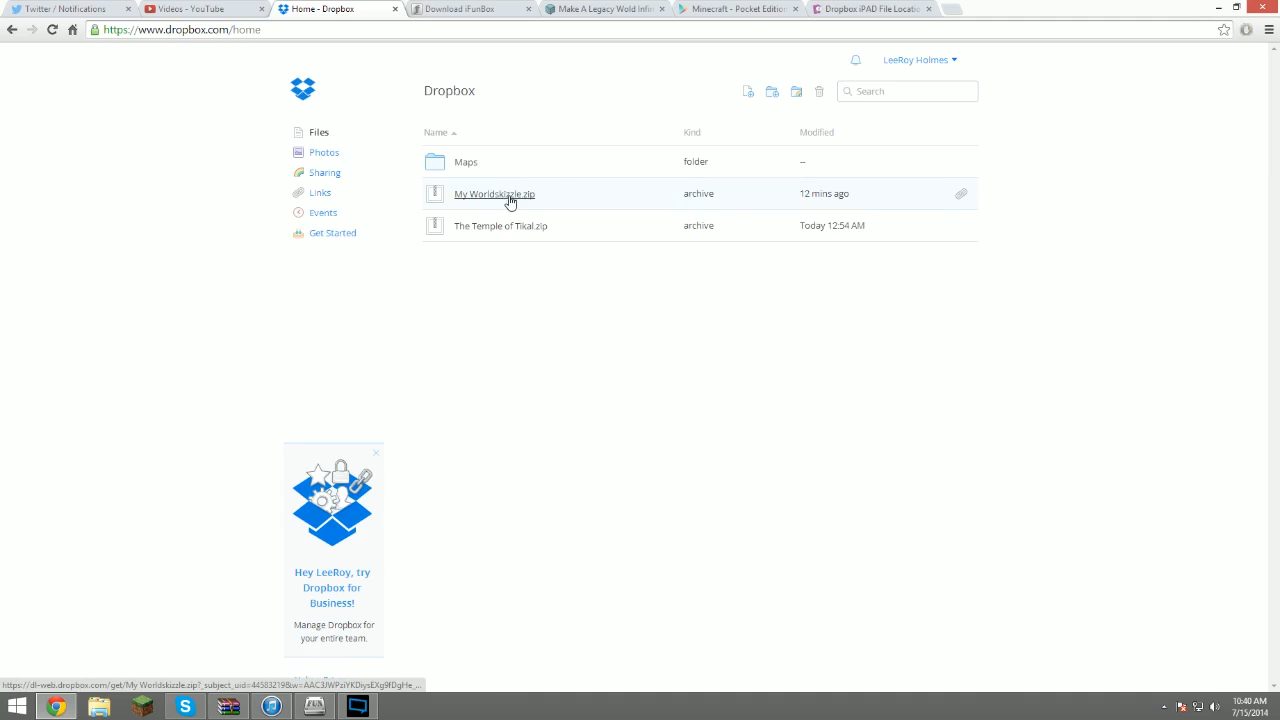 Twitter / Notifications
Videos - YouTube
Home - Dropbox
Download iFunBox
Make A Legacy Wold Infin
Minecraft - Pocket Edition
Dropbox iPAD File Locatio
https://www.dropbox.com/home
LeeRoy Holmes
Dropbox
Search
Files
Photos
Sharing
Links
Events
Get Started
Name Kind Modified
Maps folder --
My Worldskizzle.zip archive 12 mins ago
The Temple of Tikal.zip archive Today 12:54 AM
Hey LeeRoy, try
Dropbox for
Business!
Manage Dropbox for
your entire team.
10:40 AM
7/15/2014